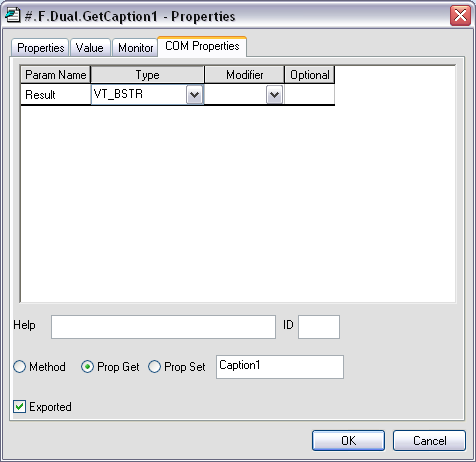 #.F.Dual.GetCaption1 - Properties
Properties Value Monitor COM Properties
Param Name Type Modifier Optional
Result VT_BSTR
Help ID
Method Prop Get Prop Set Caption1
Exported
OK Cancel